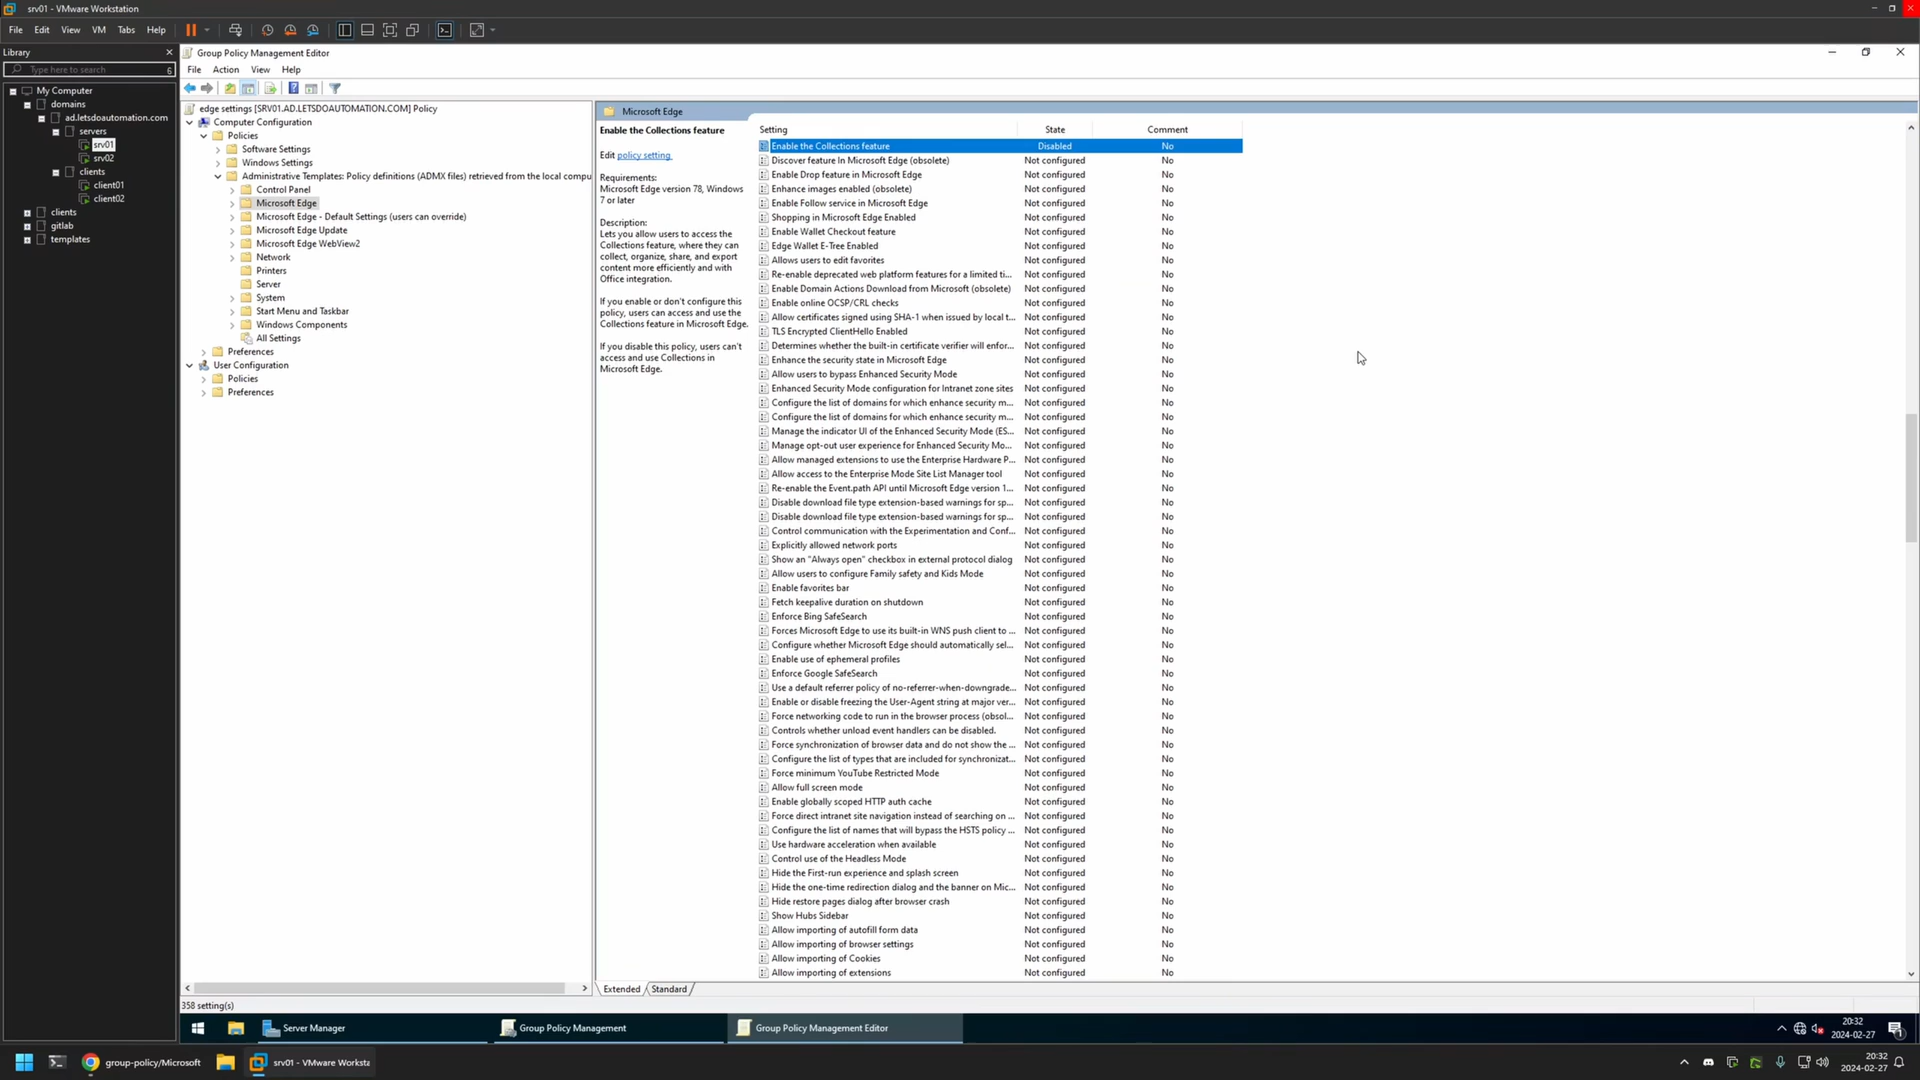 srv01 - VMware Workstation
File Edit View VM Tabs Help
Library
Type here to search
My Computer
domains
ad.letsdoautomation.com
servers
srv01
srv02
clients
client01
client02
clients
gitlab
templates
Group Policy Management Editor
File Action View Help
edge settings [SRV01.AD.LETSDOAUTOMATION.COM] Policy
Computer Configuration
Policies
Software Settings
Windows Settings
Administrative Templates: Policy definitions (ADMX files) retrieved from the local compu
Control Panel
Microsoft Edge
Microsoft Edge - Default Settings (users can override)
Microsoft Edge Update
Microsoft Edge WebView2
Network
Printers
Server
System
Start Menu and Taskbar
Windows Components
All Settings
Preferences
User Configuration
Policies
Preferences
Microsoft Edge
Enable the Collections feature
Edit policy setting
Requirements:
Microsoft Edge version 78, Windows
7 or later
Description:
Lets you allow users to access the
Collections feature, where they can
collect, organize, share, and export
content more efficiently and with
Office integration.
If you enable or don't configure this
policy, users can access and use the
Collections feature in Microsoft Edge.
If you disable this policy, users can't
access and use Collections in
Microsoft Edge.
Setting State Comment
Enable the Collections feature Disabled No
Discover feature In Microsoft Edge (obsolete) Not configured No
Enable Drop feature in Microsoft Edge Not configured No
Enhance images enabled (obsolete) Not configured No
Enable Follow service in Microsoft Edge Not configured No
Shopping in Microsoft Edge Enabled Not configured No
Enable Wallet Checkout feature Not configured No
Edge Wallet E-Tree Enabled Not configured No
Allows users to edit favorites Not configured No
Re-enable deprecated web platform features for a limited ti... Not configured No
Enable Domain Actions Download from Microsoft (obsolete) Not configured No
Enable online OCSP/CRL checks Not configured No
Allow certificates signed using SHA-1 when issued by local t... Not configured No
TLS Encrypted ClientHello Enabled Not configured No
Determines whether the built-in certificate verifier will enfor... Not configured No
Enhance the security state in Microsoft Edge Not configured No
Allow users to bypass Enhanced Security Mode Not configured No
Enhanced Security Mode configuration for Intranet zone sites Not configured No
Configure the list of domains for which enhance security m... Not configured No
Configure the list of domains for which enhance security m... Not configured No
Manage the indicator UI of the Enhanced Security Mode (ES... Not configured No
Manage opt-out user experience for Enhanced Security Mo... Not configured No
Allow managed extensions to use the Enterprise Hardware P... Not configured No
Allow access to the Enterprise Mode Site List Manager tool Not configured No
Re-enable the Event.path API until Microsoft Edge version 1... Not configured No
Disable download file type extension-based warnings for sp... Not configured No
Disable download file type extension-based warnings for sp... Not configured No
Control communication with the Experimentation and Conf... Not configured No
Explicitly allowed network ports Not configured No
Show an "Always open" checkbox in external protocol dialog Not configured No
Allow users to configure Family safety and Kids Mode Not configured No
Enable favorites bar Not configured No
Fetch keepalive duration on shutdown Not configured No
Enforce Bing SafeSearch Not configured No
Forces Microsoft Edge to use its built-in WNS push client to ... Not configured No
Configure whether Microsoft Edge should automatically sel... Not configured No
Enable use of ephemeral profiles Not configured No
Enforce Google SafeSearch Not configured No
Use a default referrer policy of no-referrer-when-downgrade... Not configured No
Enable or disable freezing the User-Agent string at major ver... Not configured No
Force networking code to run in the browser process (obsol... Not configured No
Controls whether unload event handlers can be disabled. Not configured No
Force synchronization of browser data and do not show the ... Not configured No
Configure the list of types that are included for synchronizat... Not configured No
Force minimum YouTube Restricted Mode Not configured No
Allow full screen mode Not configured No
Enable globally scoped HTTP auth cache Not configured No
Force direct intranet site navigation instead of searching on ... Not configured No
Configure the list of names that will bypass the HSTS policy ... Not configured No
Use hardware acceleration when available Not configured No
Control use of the Headless Mode Not configured No
Hide the First-run experience and splash screen Not configured No
Hide the one-time redirection dialog and the banner on Mic... Not configured No
Hide restore pages dialog after browser crash Not configured No
Show Hubs Sidebar Not configured No
Allow importing of autofill form data Not configured No
Allow importing of browser settings Not configured No
Allow importing of Cookies Not configured No
Allow importing of extensions Not configured No
Extended Standard
358 setting(s)
Server Manager Group Policy Management Group Policy Management Editor
20:32
2024-02-27
group-policy/Microsoft srv01 - VMware Worksta
20:32
2024-02-27